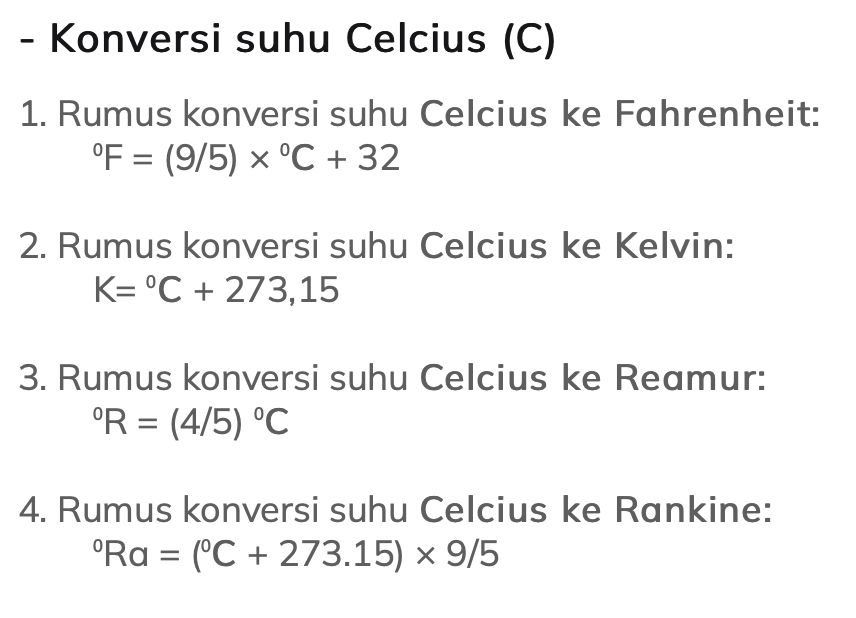 - Konversi suhu Celcius (C)
1. Rumus konversi suhu Celcius ke Fahrenheit:
⁰F = (9/5) × ⁰C + 32
2. Rumus konversi suhu Celcius ke Kelvin:
K= ⁰C + 273,15
3. Rumus konversi suhu Celcius ke Reamur:
⁰R = (4/5) ⁰C
4. Rumus konversi suhu Celcius ke Rankine:
⁰Ra = (⁰C + 273.15) × 9/5